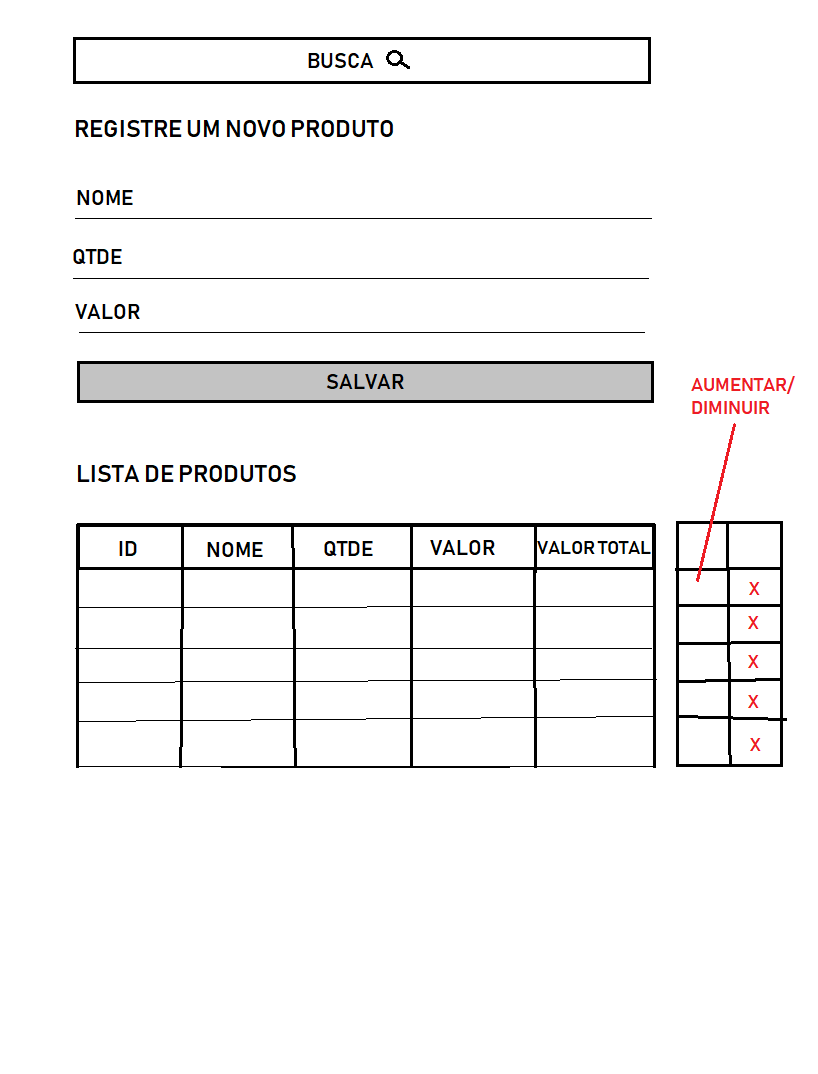 BUSCA
REGISTRE UM NOVO PRODUTO
NOME
QTDE
VALOR
SALVAR
AUMENTAR/
DIMINUIR
LISTA DE PRODUTOS
ID NOME QTDE VALOR VALOR TOTAL
X
X
X
X
X